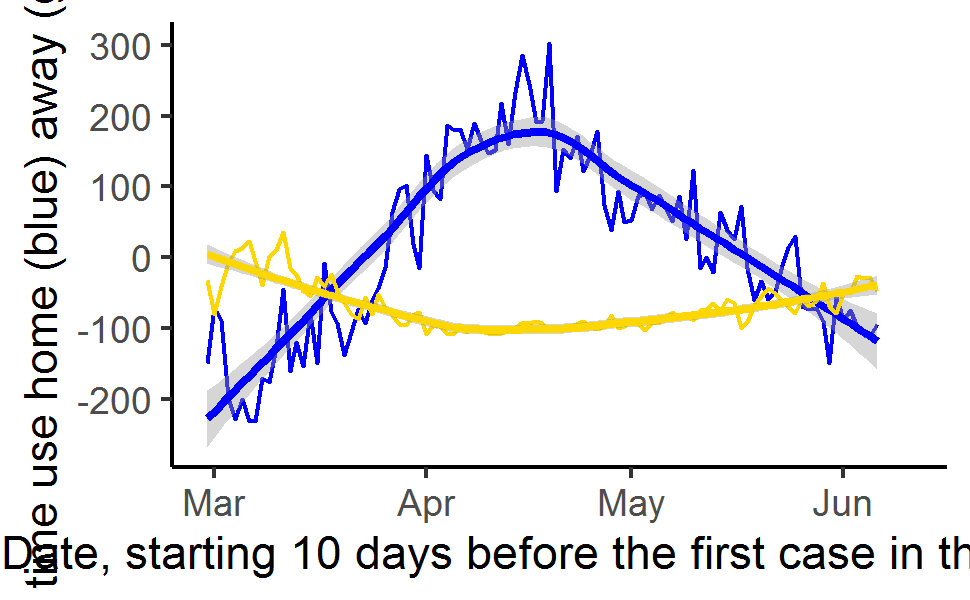 time use home (blue) away (
300
200
100
0
-100
-200
Mar Apr May Jun
Date, starting 10 days before the first case in th